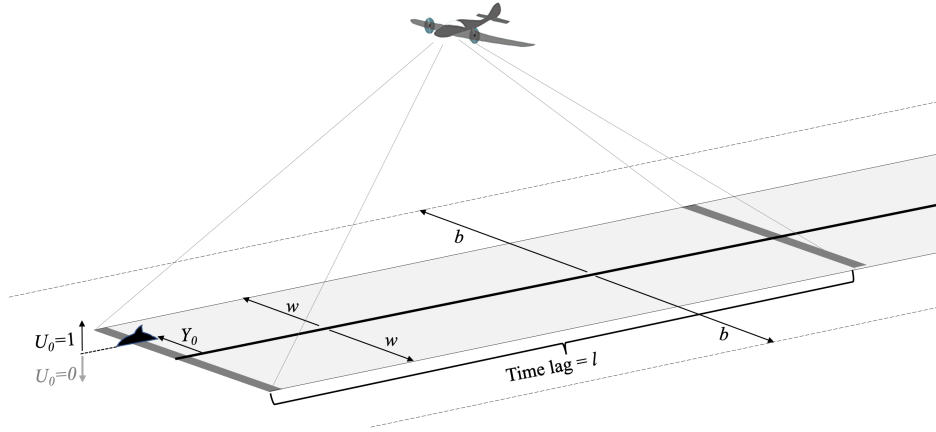 b
w
U₀=1
Y₀
w
b
U₀=0
Time lag = l